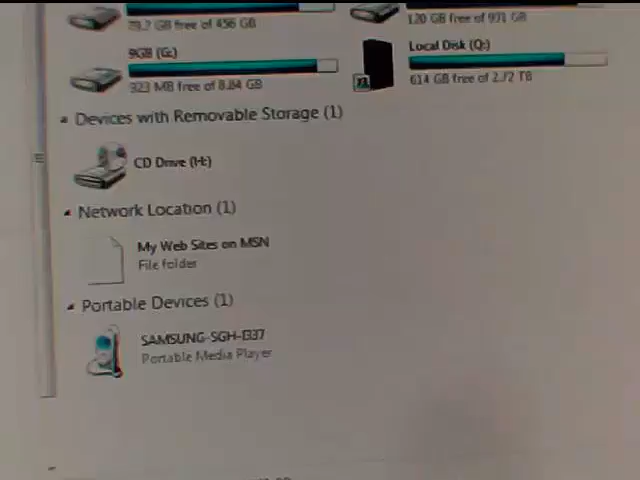 GB free of 456 GB
120 GB free of 931 GB
9GB (G:)
323 MB free of 8.84 GB
Local Disk (Q:)
614 GB free of 2.72 TB
Devices with Removable Storage (1)
CD Drive (H:)
Network Location (1)
My Web Sites on MSN
File folder
Portable Devices (1)
SAMSUNG-SGH-I337
Portable Media Player